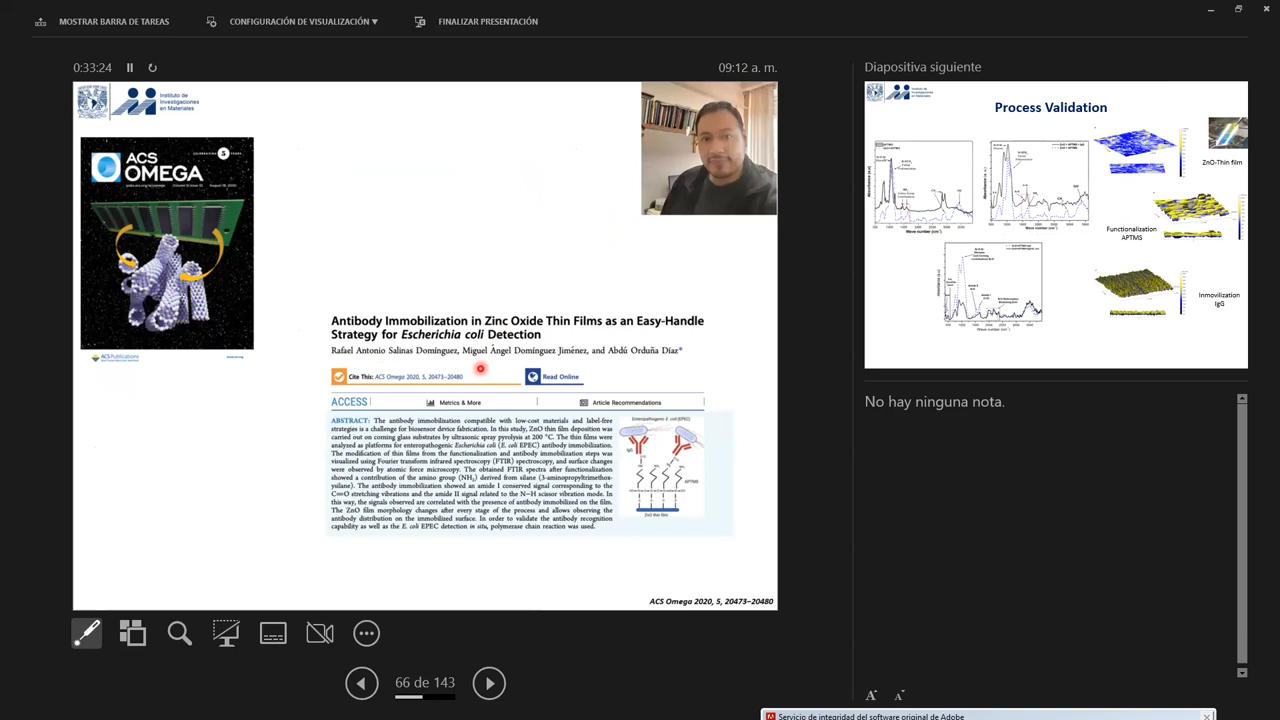 MOSTRAR BARRA DE TAREAS
CONFIGURACIÓN DE VISUALIZACIÓN ▼
FINALIZAR PRESENTACIÓN
0:33:24
09:12 a. m.
Instituto de
Investigaciones
en Materiales
ACS
OMEGA
Antibody Immobilization in Zinc Oxide Thin Films as an Easy-Handle
Strategy for Escherichia coli Detection
Rafael Antonio Salinas Domínguez, Miguel Ángel Domínguez Jiménez, and Abdú Orduña Díaz*
Cite This: ACS Omega 2020, 5, 20473−20480
Read Online
ACCESS
Metrics & More
Article Recommendations
ABSTRACT: The antibody immobilization compatible with low-cost materials and label-free
strategies is a challenge for biosensor device fabrication. In this study, ZnO thin film deposition was
carried out on corning glass substrates by ultrasonic spray pyrolysis at 200 °C. The thin films were
analyzed as platforms for enteropathogenic Escherichia coli (E. coli EPEC) antibody immobilization.
The modification of thin films from the functionalization and antibody immobilization steps was
visualized using Fourier transform infrared spectroscopy (FTIR) spectroscopy, and surface changes
were observed by atomic force microscopy. The obtained FTIR spectra after functionalization
showed a contribution of the amino group (NH2) derived from silane (3-aminopropyltrimethox-
ysilane). The antibody immobilization showed an amide I conserved signal corresponding to the
C=O stretching vibrations and the amide II signal related to the N−H scissor vibration mode. In
this way, the signals observed are correlated with the presence of antibody immobilized on the film.
The ZnO film morphology changes after every stage of the process and allows observing the
antibody distribution on the immobilized surface. In order to validate the antibody recognition
capability as well as the E. coli EPEC detection in situ, polymerase chain reaction was used.
Enteropathogenic E. coli (EPEC)
IgG
APTMS
ZnO thin film
ACS Publications
ACS Omega 2020, 5, 20473−20480
66 de 143
Diapositiva siguiente
Process Validation
ZnO-Thin film
Functionalization
APTMS
Inmovilization
IgG
Wave number (cm-1)
Wave number (cm-1)
Wave number (cm-1)
No hay ninguna nota.
Servicio de integridad del software original de Adobe